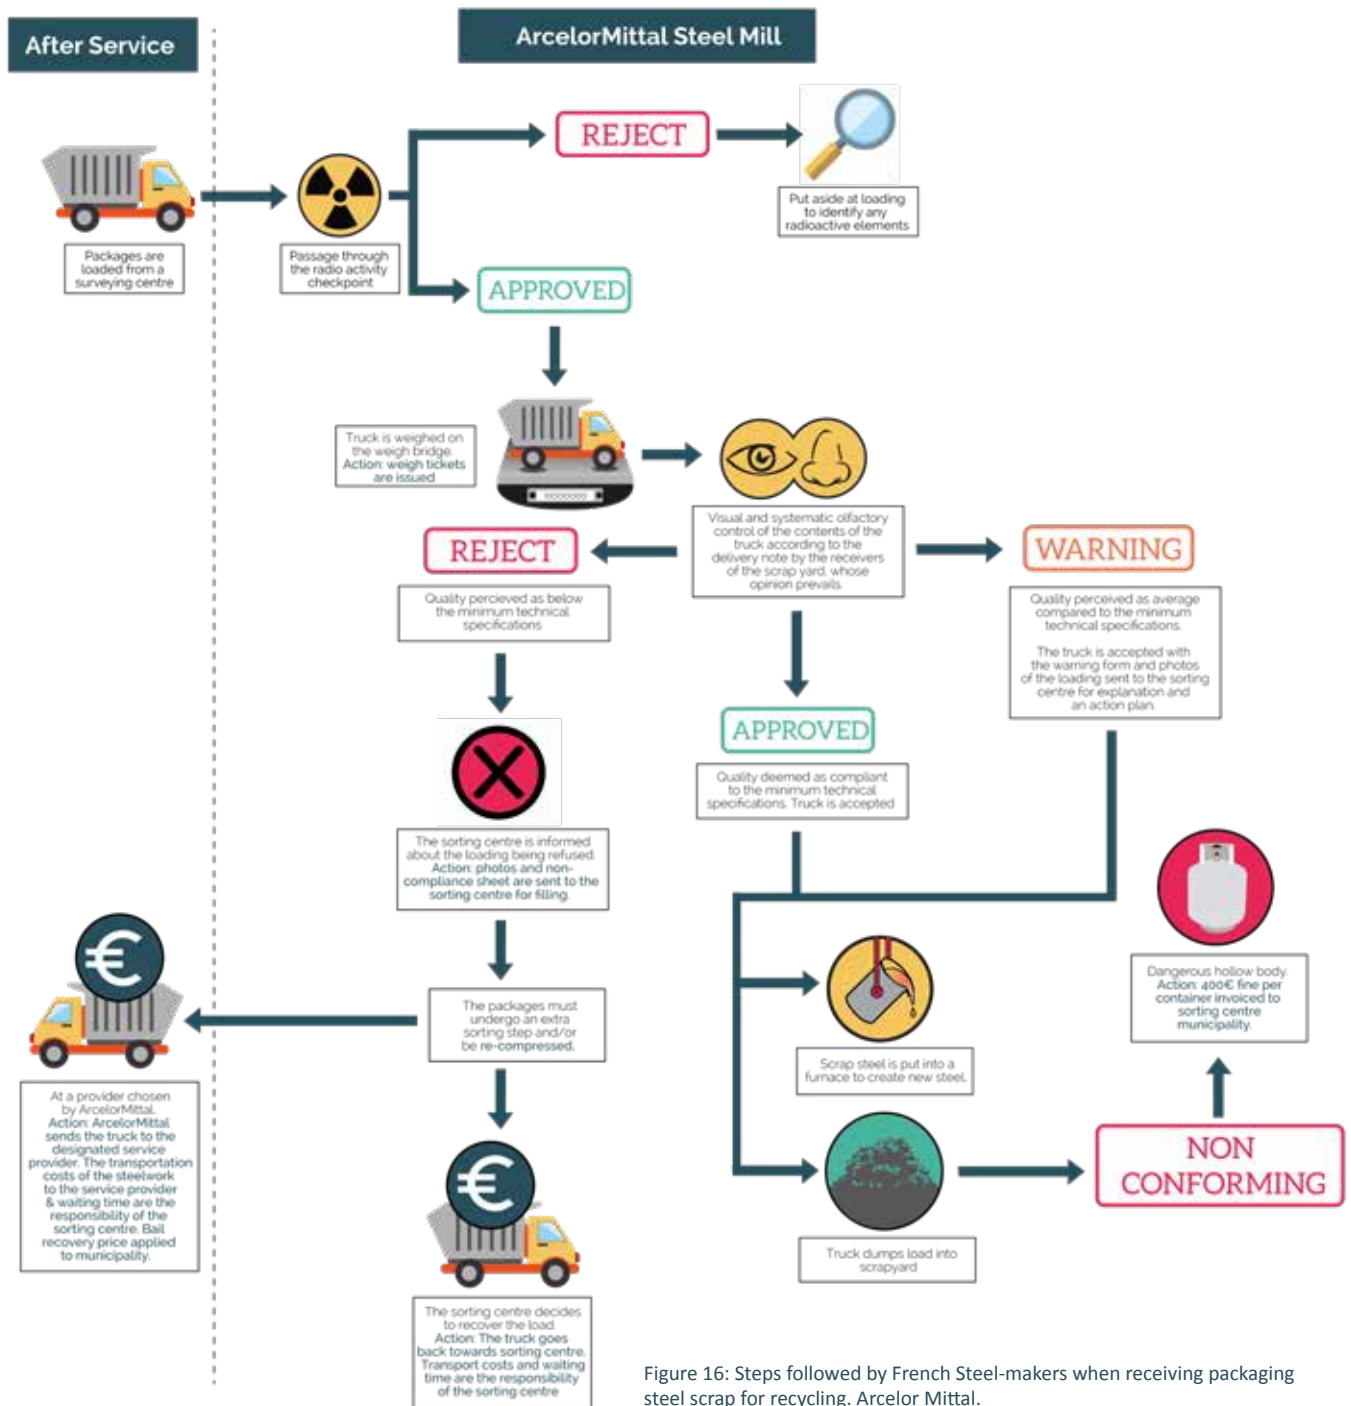 After Service
ArcelorMittal Steel Mill
REJECT
Put aside at loading
to identify any
radioactive elements
Packages are
loaded from a
surveying centre
Passage through
the radio activity
checkpoint
APPROVED
Truck is weighed on
the weigh bridge.
Action: weigh tickets
are issued
Visual and systematic olfactory
control of the contents of the
truck according to the
delivery note by the receivers
of the scrap yard, whose
opinion prevails.
REJECT
Quality percieved as below
the minimum technical
specifications
WARNING
Quality perceived as average
compared to the minimum
technical specifications.
The truck is accepted with
the warning form and photos
of the loading sent to the sorting
centre for explanation and
an action plan.
APPROVED
Quality deemed as compliant
to the minimum technical
specifications. Truck is accepted
The sorting centre is informed
about the loading being refused.
Action: photos and non-
compliance sheet are sent to the
sorting centre for filling.
The packages must
undergo an extra
sorting step and/or
be re-compressed.
Scrap steel is put into a
furnace to create new steel.
Dangerous hollow body.
Action: 400€ fine per
container invoiced to
sorting centre
municipality.
€
At a provider chosen
by ArcelorMittal.
Action: ArcelorMittal
sends the truck to the
designated service
provider. The transportation
costs of the steelwork
to the service provider
& waiting time are the
responsibility of the
sorting centre. Bail
recovery price applied
to municipality.
€
The sorting centre decides
to recover the load.
Action: The truck goes
back towards sorting centre.
Transport costs and waiting
time are the responsibility
of the sorting centre
Truck dumps load into
scrapyard
NON
CONFORMING
Figure 16: Steps followed by French Steel-makers when receiving packaging
steel scrap for recycling. Arcelor Mittal.